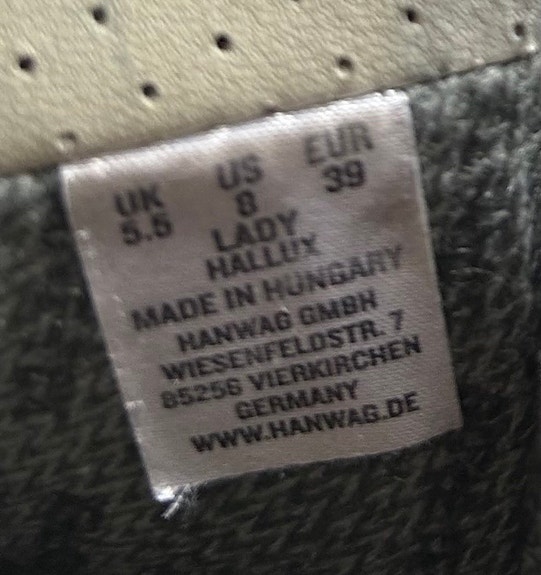 UK US EUR
5.5 8 39
LADY
HALLUX
MADE IN HUNGARY
HANWAG GMBH
WIESENFELDSTR. 7
85256 VIERKIRCHEN
GERMANY
WWW.HANWAG.DE